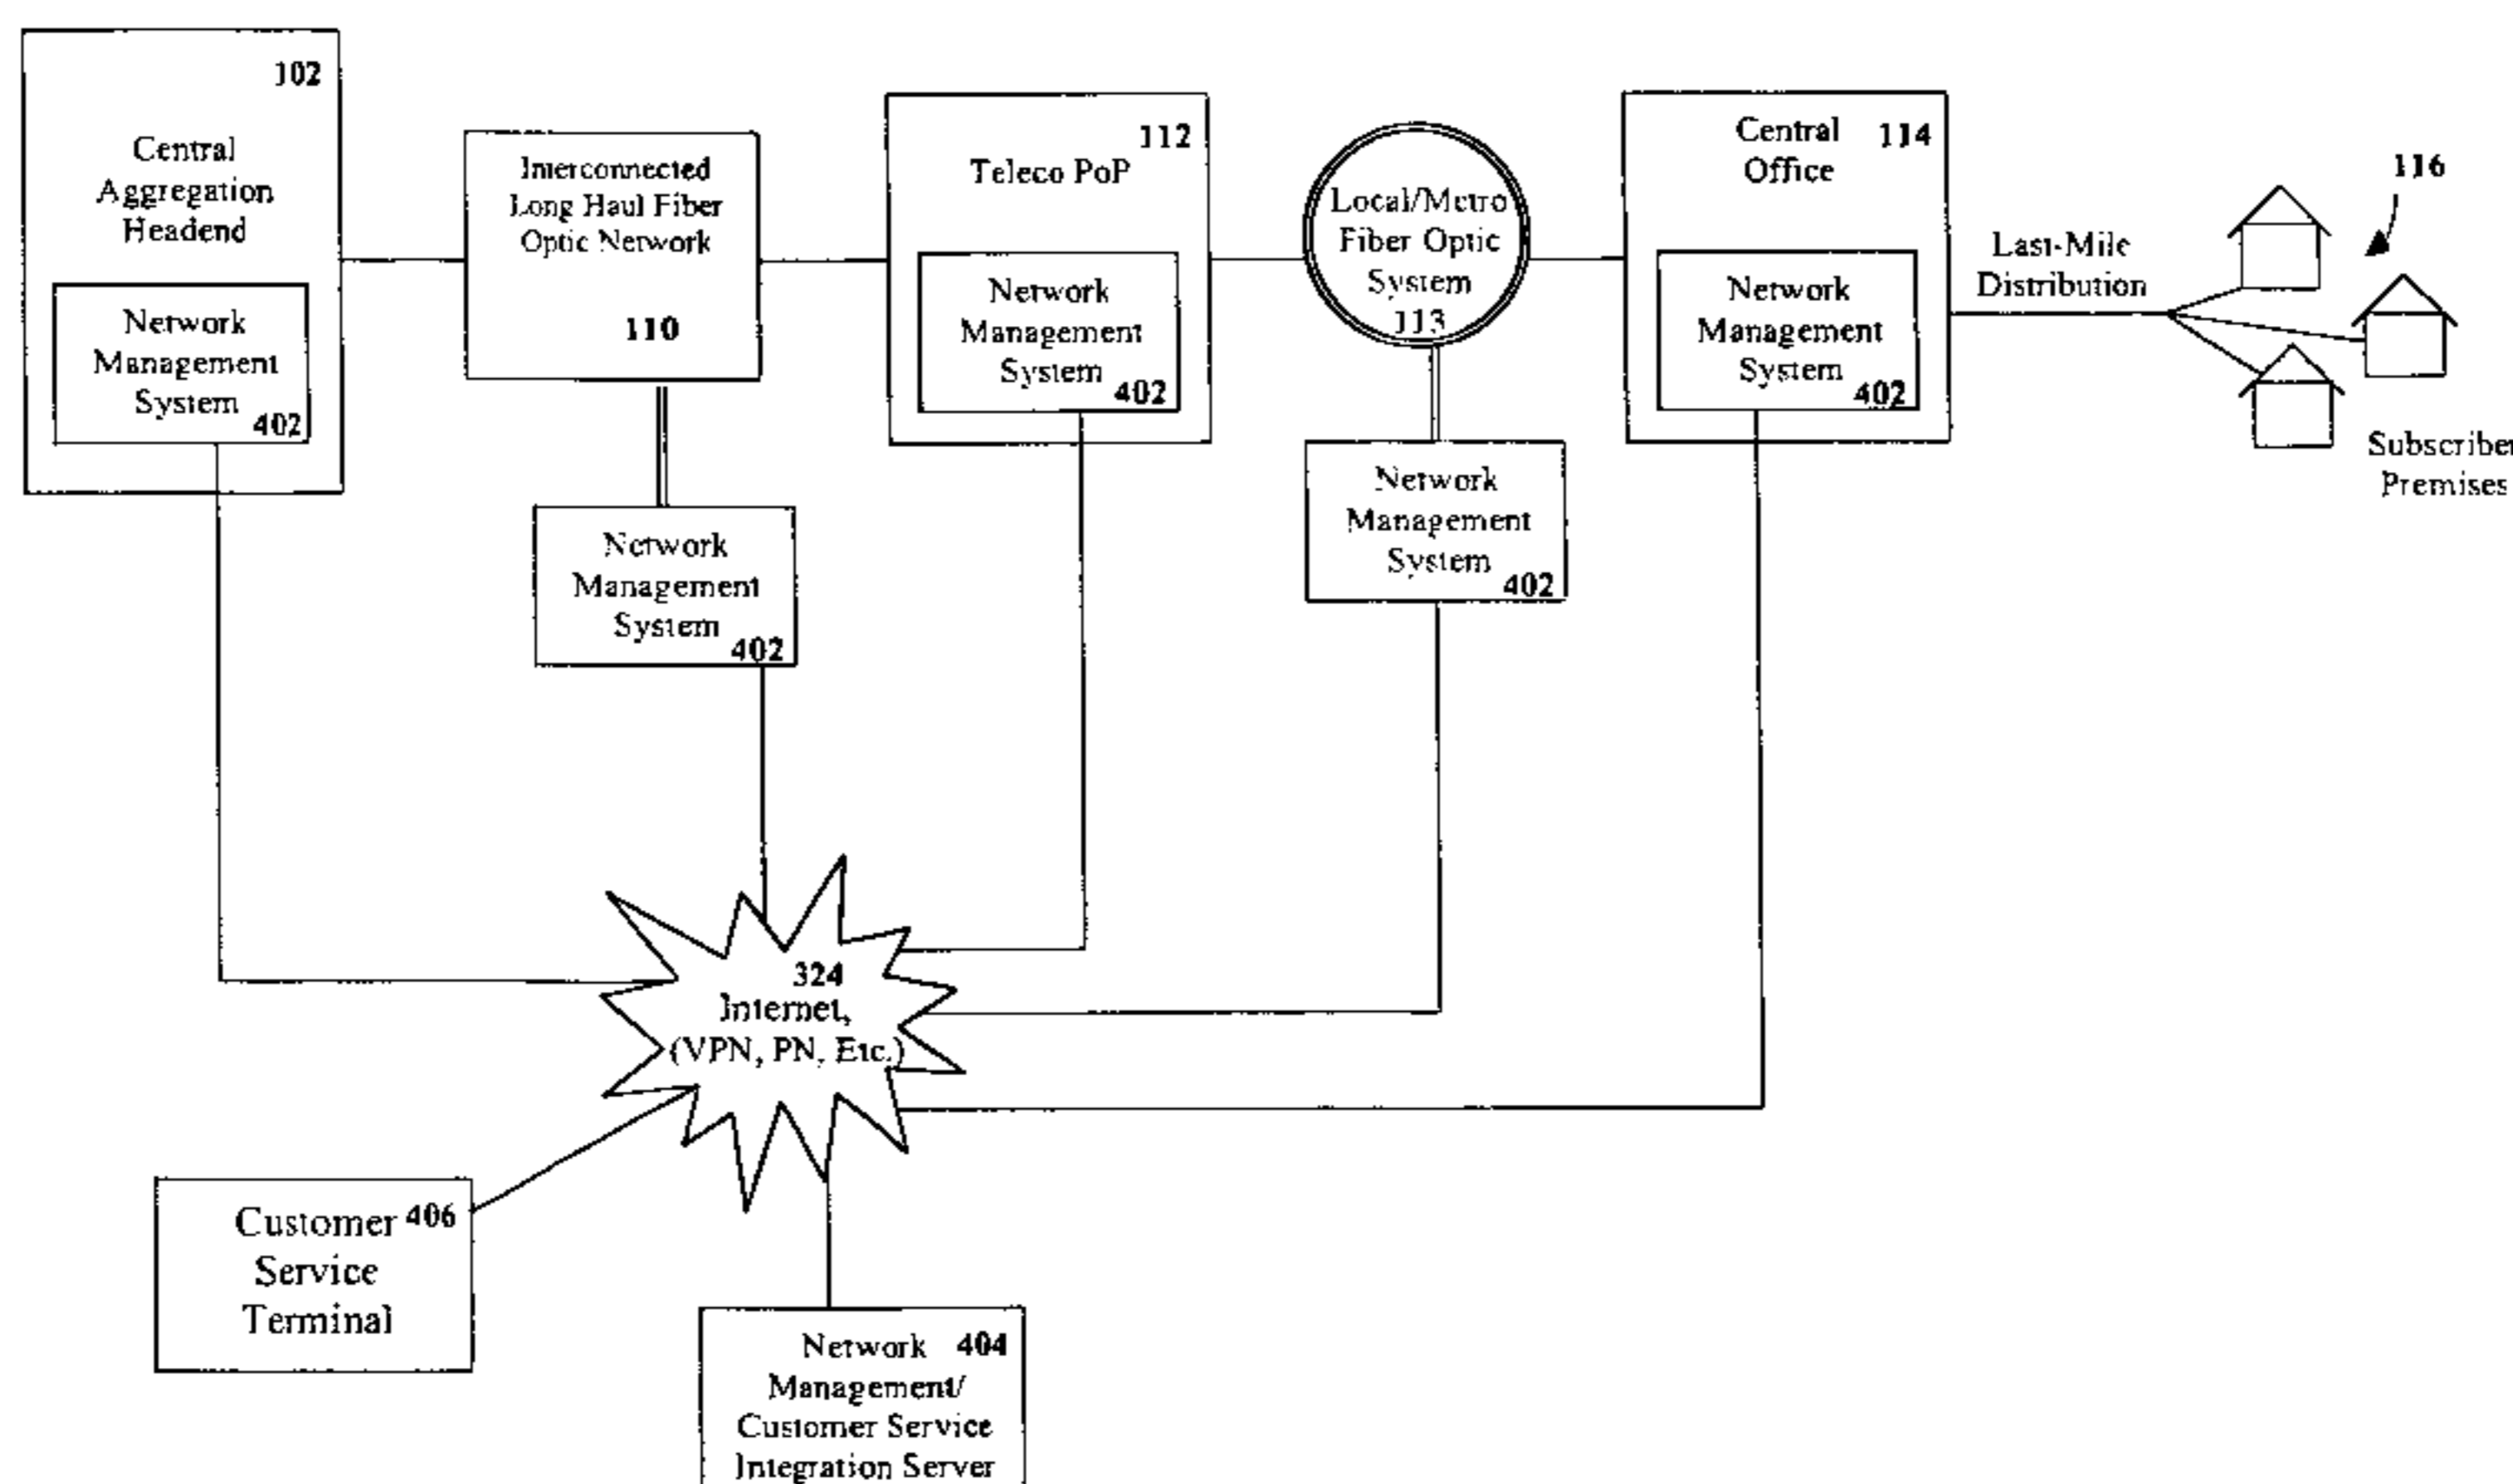 102
Central
Aggregation
Headend
Network
Management
System
402
Interconnected
Long Haul Fiber
Optic Network
110
Network
Management
System
402
112
Teleco PoP
Network
Management
System
402
Local/Metro
Fiber Optic
System
113
Network
Management
System
402
Central 114
Office
Network
Management
System
402
Last-Mile
Distribution
116
Subscriber
Premises
324
Internet,
(VPN, PN, Etc.)
Customer 406
Service
Terminal
Network 404
Management/
Customer Service
Integration Server